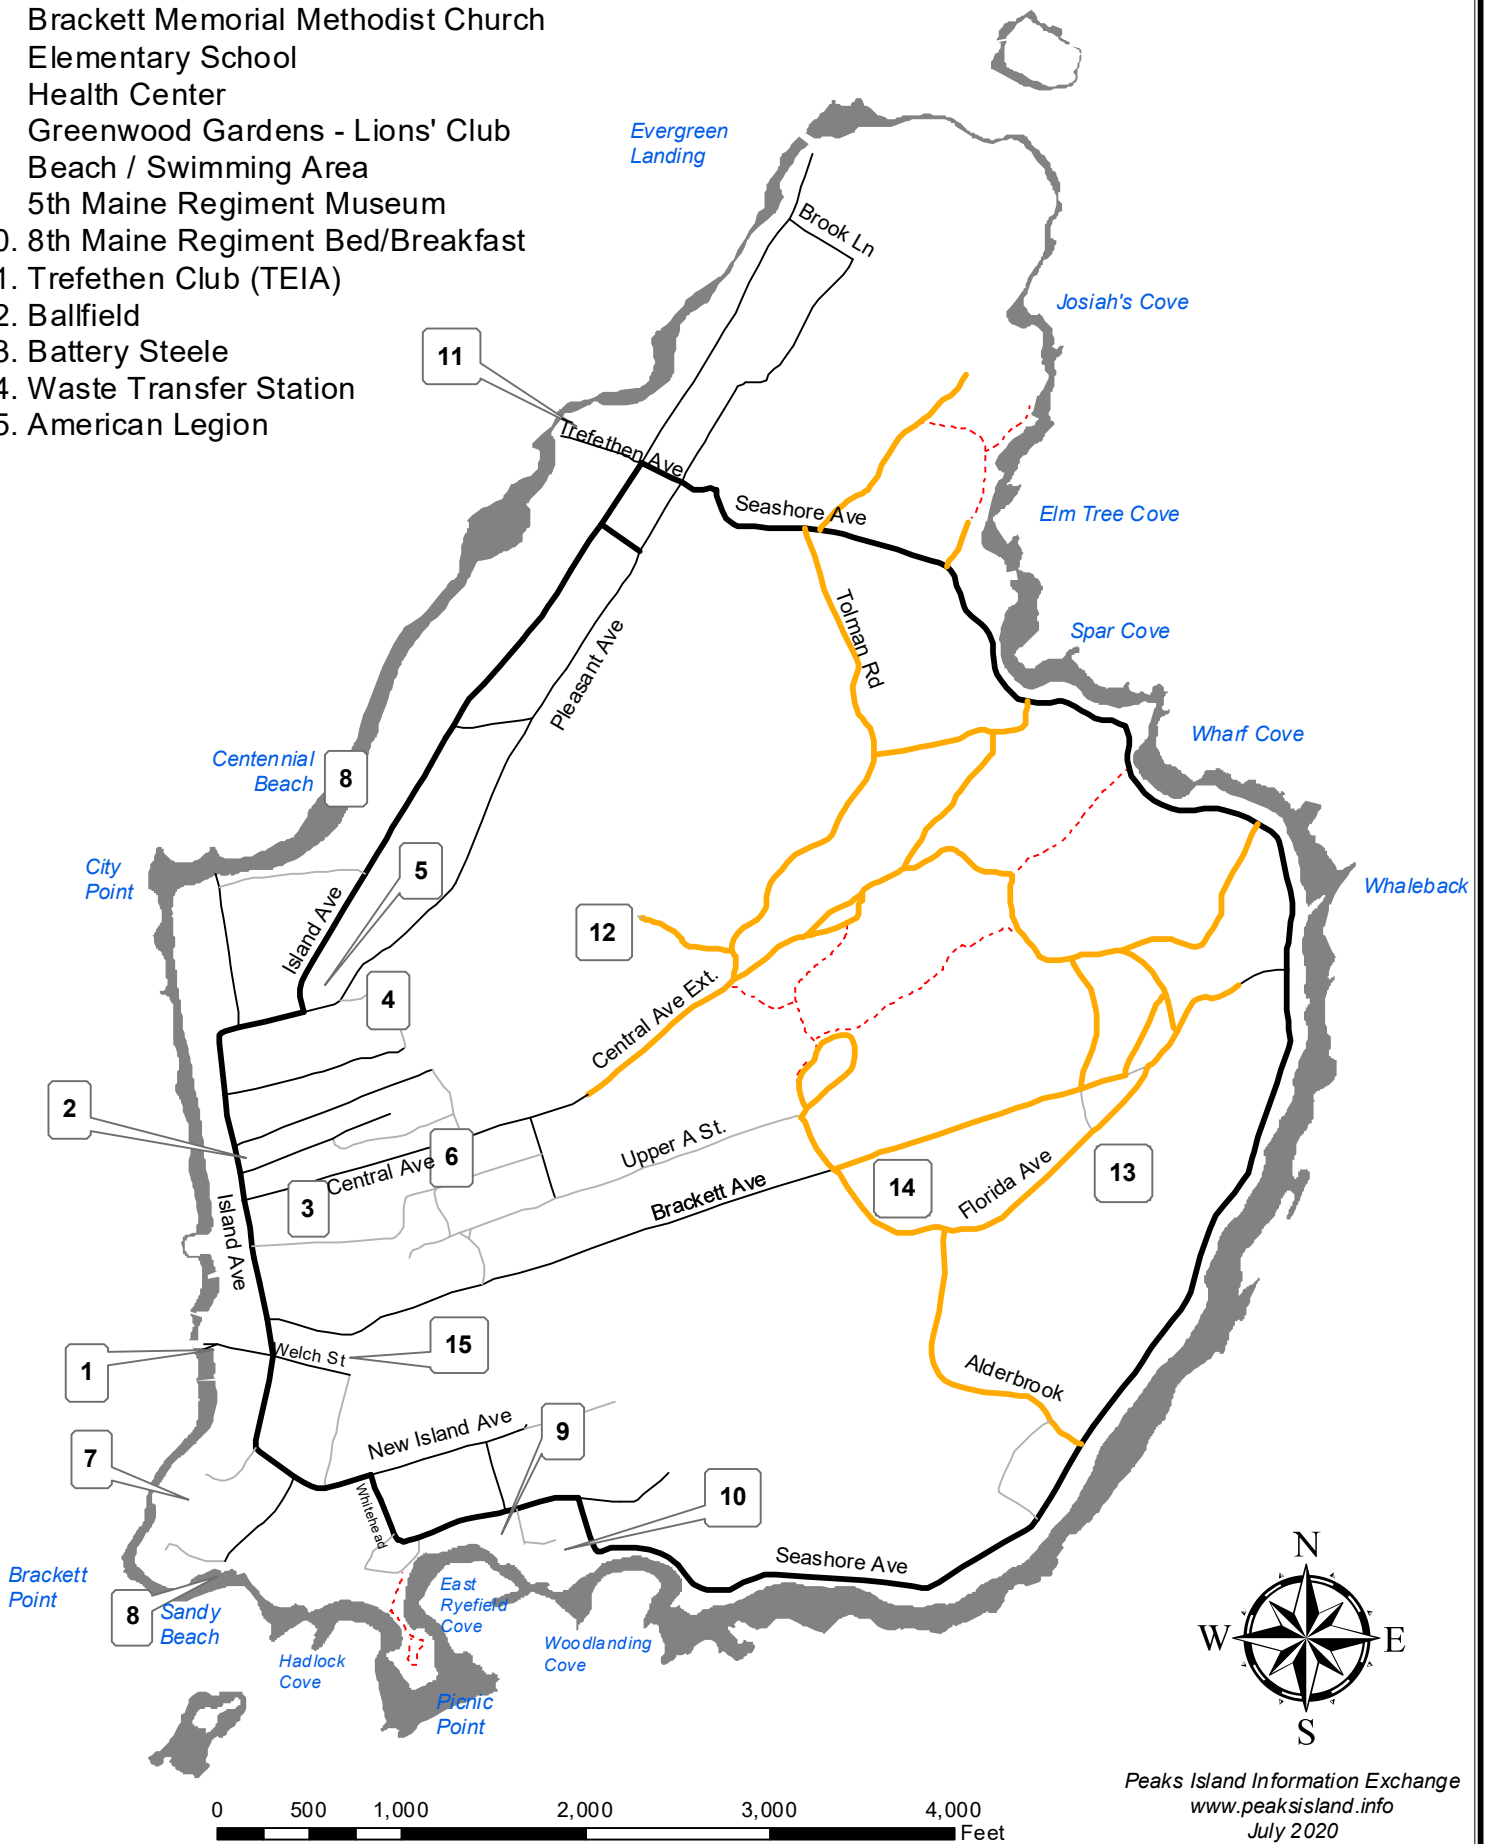 Brackett Memorial Methodist Church
Elementary School
Health Center
Greenwood Gardens - Lions' Club
Beach / Swimming Area
5th Maine Regiment Museum
0. 8th Maine Regiment Bed/Breakfast
1. Trefethen Club (TEIA)
2. Ballfield
3. Battery Steele
4. Waste Transfer Station
5. American Legion
Evergreen
Landing
Brook Ln
Josiah's Cove
11
Trefethen Ave
Seashore Ave
Elm Tree Cove
Tolman Rd
Spar Cove
Pleasant Ave
Wharf Cove
Centennial
Beach
8
City
Point
5
Whaleback
Island Ave
12
4
Central Ave Ext.
2
6
Upper A St.
Central Ave
3
Brackett Ave
14
13
Florida Ave
Island Ave
15
Welch St
1
Alderbrook
New Island Ave
9
7
10
Whitehead
Seashore Ave
Brackett
Point
8
Sandy
Beach
East
Ryefield
Cove
Woodlanding
Cove
Hadlock
Cove
Picnic
Point
N
W
E
S
Peaks Island Information Exchange
www.peaksisland.info
July 2020
0 500 1,000 2,000 3,000 4,000
Feet